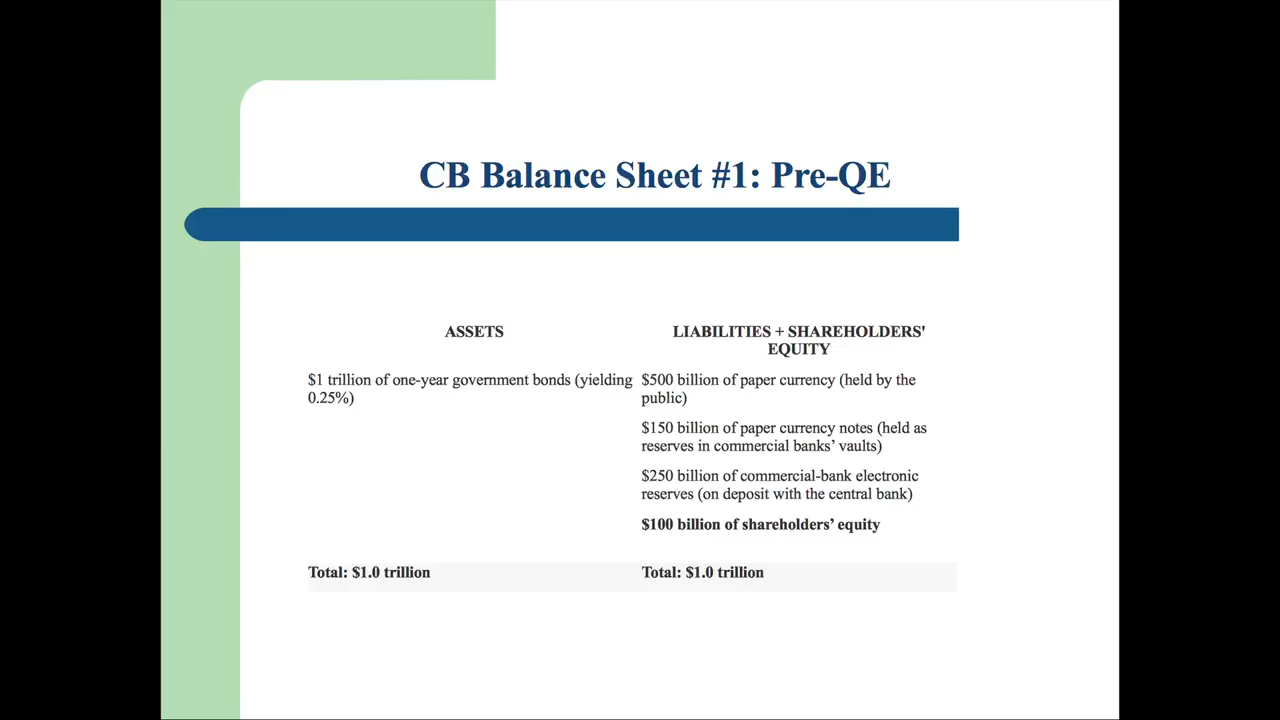 CB Balance Sheet #1: Pre-QE
ASSETS
LIABILITIES + SHAREHOLDERS'
EQUITY
$1 trillion of one-year government bonds (yielding
0.25%)
$500 billion of paper currency (held by the
public)
$150 billion of paper currency notes (held as
reserves in commercial banks’ vaults)
$250 billion of commercial-bank electronic
reserves (on deposit with the central bank)
$100 billion of shareholders’ equity
Total: $1.0 trillion
Total: $1.0 trillion